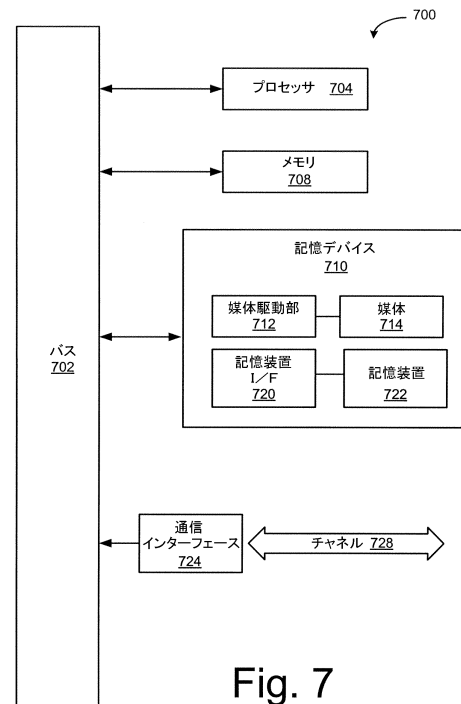 700
プロセッサ 704
メモリ
708
記憶デバイス
710
媒体駆動部
712
媒体
714
バス
702
記憶装置
I/F
720
記憶装置
722
通信
インターフェース
724
チャネル 728
Fig. 7